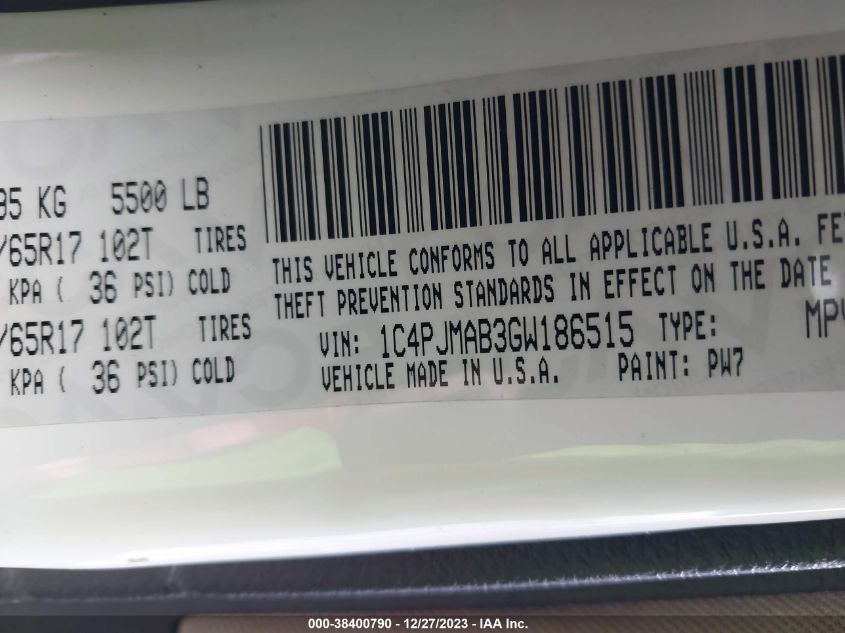 95 KG 5500 LB
/65R17 102T TIRES
KPA ( 36 PSI) COLD
/65R17 102T TIRES
KPA ( 36 PSI) COLD
THIS VEHICLE CONFORMS TO ALL APPLICABLE U.S.A. FE
THEFT PREVENTION STANDARDS IN EFFECT ON THE DATE
VIN: 1C4PJMAB3GW186515 TYPE: MPV
VEHICLE MADE IN U.S.A. PAINT: PW7
000-38400790 - 12/27/2023 - IAA Inc.